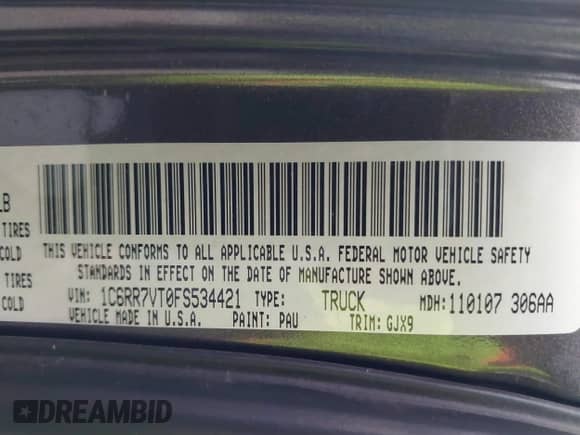 LB
TIRES
COLD
TIRES
COLD
THIS VEHICLE CONFORMS TO ALL APPLICABLE U.S.A. FEDERAL MOTOR VEHICLE SAFETY
STANDARDS IN EFFECT ON THE DATE OF MANUFACTURE SHOWN ABOVE.
VIN: 1C6RR7VT0FS534421 TYPE: TRUCK MDH:110107 306AA
VEHICLE MADE IN U.S.A. PAINT: PAU TRIM: GJX9
DREAMBID